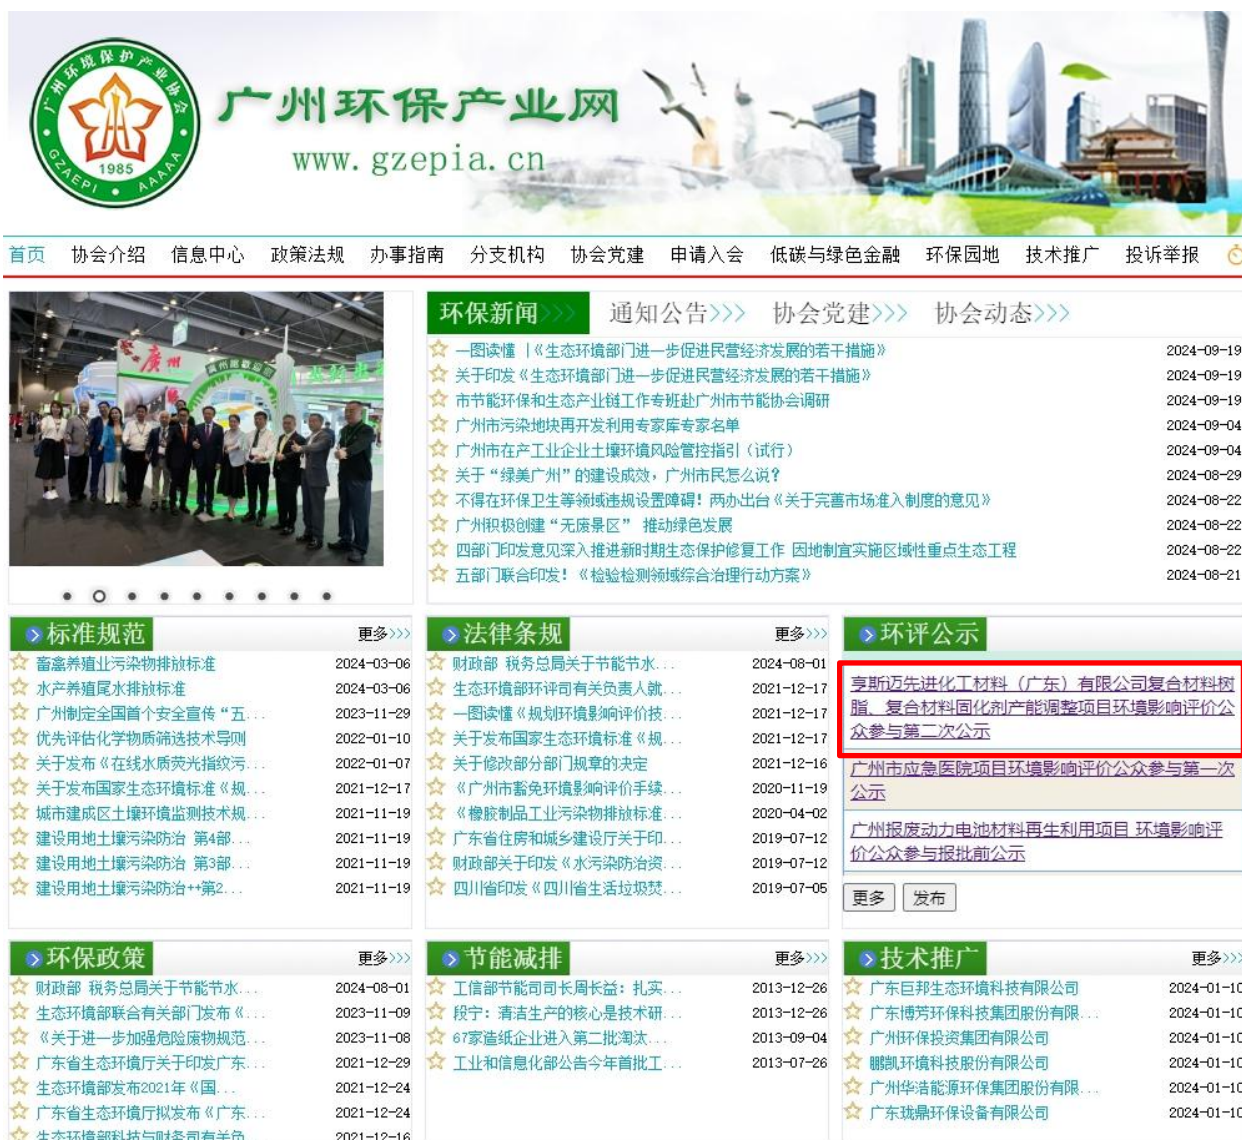 广州环境保护产业协会
1985
GZAEPI AAAAA
广州环保产业网
www.gzepia.cn
首页 协会介绍 信息中心 政策法规 办事指南 分支机构 协会党建 申请入会 低碳与绿色金融 环保园地 技术推广 投诉举报
广州
环保新闻>>> 通知公告>>> 协会党建>>> 协会动态>>>
一图读懂 |《生态环境部门进一步促进民营经济发展的若干措施》 2024-09-19
关于印发《生态环境部门进一步促进民营经济发展的若干措施》 2024-09-19
市节能环保和生态产业链工作专班赴广州市节能协会调研 2024-09-19
广州市污染地块再开发利用专家库专家名单 2024-09-04
广州市在产工业企业土壤环境风险管控指引（试行） 2024-09-04
关于“绿美广州”的建设成效，广州市民怎么说？ 2024-08-29
不得在环保卫生等领域违规设置障碍！两办出台《关于完善市场准入制度的意见》 2024-08-22
广州积极创建“无废景区” 推动绿色发展 2024-08-22
四部门印发意见深入推进新时期生态保护修复工作 因地制宜实施区域性重点生态工程 2024-08-22
五部门联合印发！《检验检测领域综合治理行动方案》 2024-08-21
标准规范 更多>>>
畜禽养殖业污染物排放标准 2024-03-06
水产养殖尾水排放标准 2024-03-06
广州制定全国首个安全宣传“五... 2023-11-29
优先评估化学物质筛选技术导则 2022-01-10
关于发布《在线水质荧光指纹污... 2022-01-07
关于发布国家生态环境标准《规... 2021-12-17
城市建成区土壤环境监测技术规... 2021-11-19
建设用地土壤污染防治 第4部... 2021-11-19
建设用地土壤污染防治 第3部... 2021-11-19
建设用地土壤污染防治++第2... 2021-11-19
法律条规 更多>>>
财政部 税务总局关于节能节水... 2024-08-01
生态环境部环评司有关负责人就... 2021-12-17
一图读懂《规划环境影响评价技... 2021-12-17
关于发布国家生态环境标准《规... 2021-12-17
关于修改部分部门规章的决定 2021-12-16
《广州市豁免环境影响评价手续... 2020-11-19
《橡胶制品工业污染物排放标准... 2020-04-02
广东省住房和城乡建设厅关于印... 2019-07-12
财政部关于印发《水污染防治资... 2019-07-12
四川省印发《四川省生活垃圾焚... 2019-07-05
环评公示
亨斯迈先进化工材料（广东）有限公司复合材料树
脂、复合材料固化剂产能调整项目环境影响评价公
众参与第二次公示
广州市应急医院项目环境影响评价公众参与第一次
公示
广州报废动力电池材料再生利用项目 环境影响评
价公众参与报批前公示
更多 发布
环保政策 更多>>>
财政部 税务总局关于节能节水... 2024-08-01
生态环境部联合有关部门发布《... 2023-11-09
《关于进一步加强危险废物规范... 2023-11-08
广东省生态环境厅关于印发广东... 2021-12-29
生态环境部发布2021年《国... 2021-12-24
广东省生态环境厅拟发布《广东... 2021-12-24
生态环境部科技与财务司有关负... 2021-12-16
节能减排 更多>>>
工信部节能司司长周长益：扎实... 2013-12-26
段宁：清洁生产的核心是技术研... 2013-12-26
67家造纸企业进入第二批淘汰... 2013-09-04
工业和信息化部公告今年首批工... 2013-07-26
技术推广 更多>>>
广东巨邦生态环境科技有限公司 2024-01-10
广东博芳环保科技集团股份有限... 2024-01-10
广州环保投资集团有限公司 2024-01-10
鹏凯环境科技股份有限公司 2024-01-10
广州华浩能源环保集团股份有限... 2024-01-10
广东珑鼎环保设备有限公司 2024-01-10